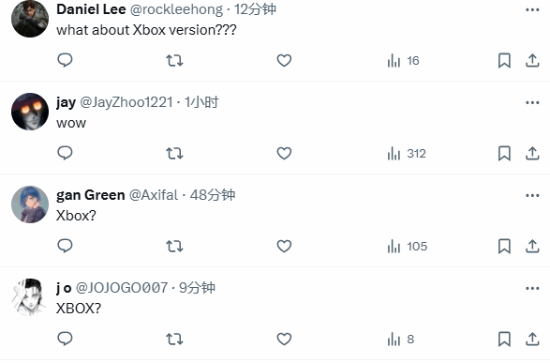 Daniel Lee @rockleehong · 12分钟
what about Xbox version???
16
jay @JayZhoo1221 · 1小时
wow
312
gan Green @Axifal · 48分钟
Xbox?
105
j o @JOJOGO007 · 9分钟
XBOX?
8